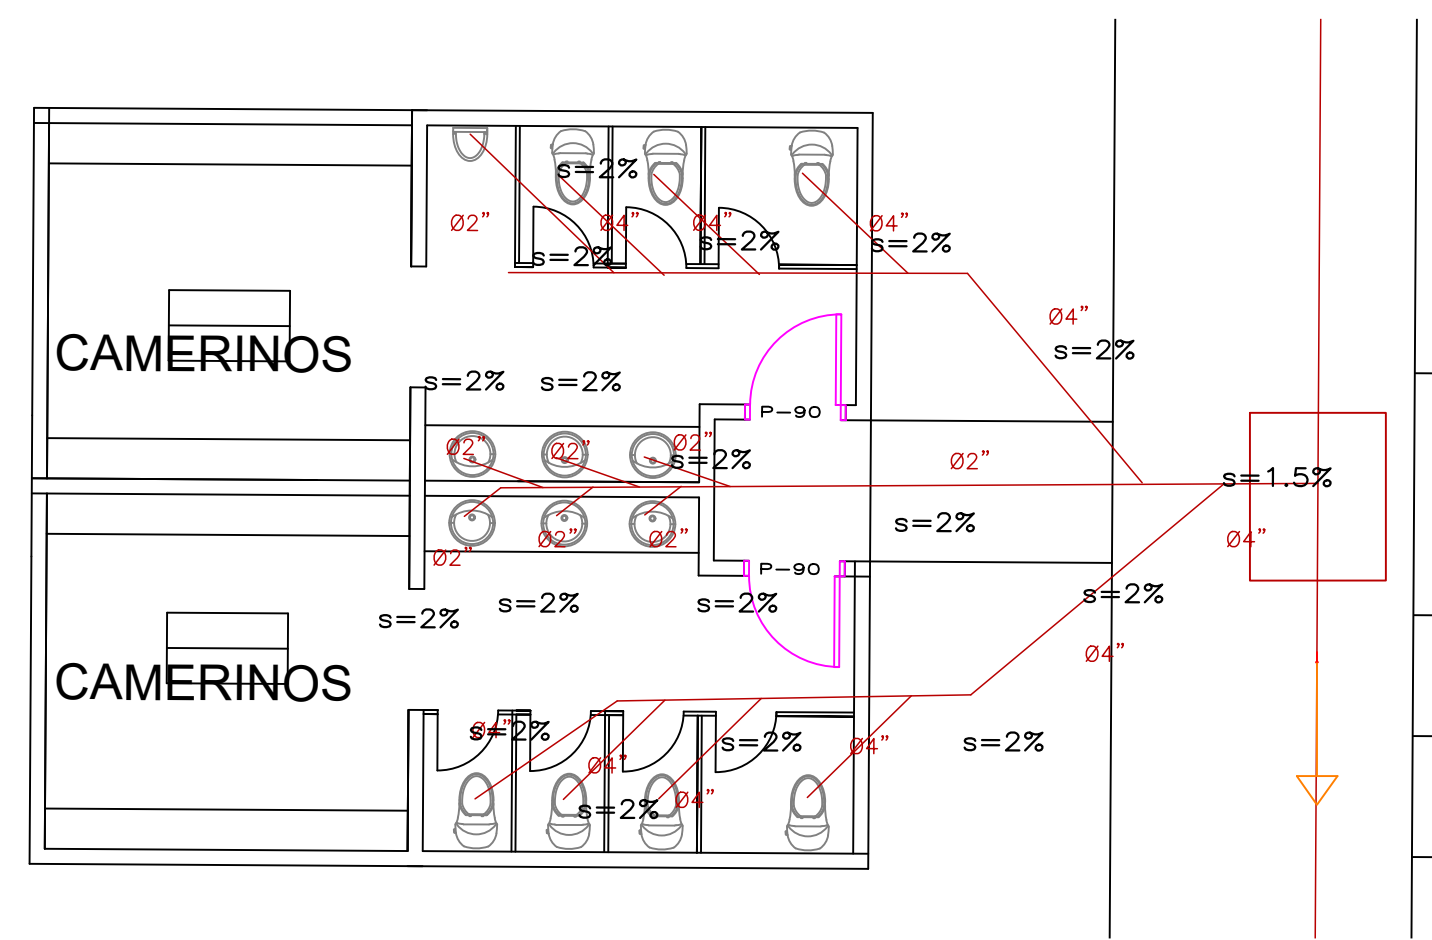 s=2%
Ø2”
Ø4”
Ø4”
Ø4”
s=2%
s=2%
s=2%
Ø4”
s=2%
CAMERINOS
s=2%
s=2%
P-90
Ø2”
Ø2”
Ø2”
s=2%
Ø2”
s=1.5%
s=2%
Ø2”
Ø2”
Ø2”
Ø4”
P-90
s=2%
s=2%
s=2%
s=2%
Ø4”
CAMERINOS
Ø4”
s=2%
s=2%
Ø4”
s=2%
Ø4”
s=2%
Ø4”